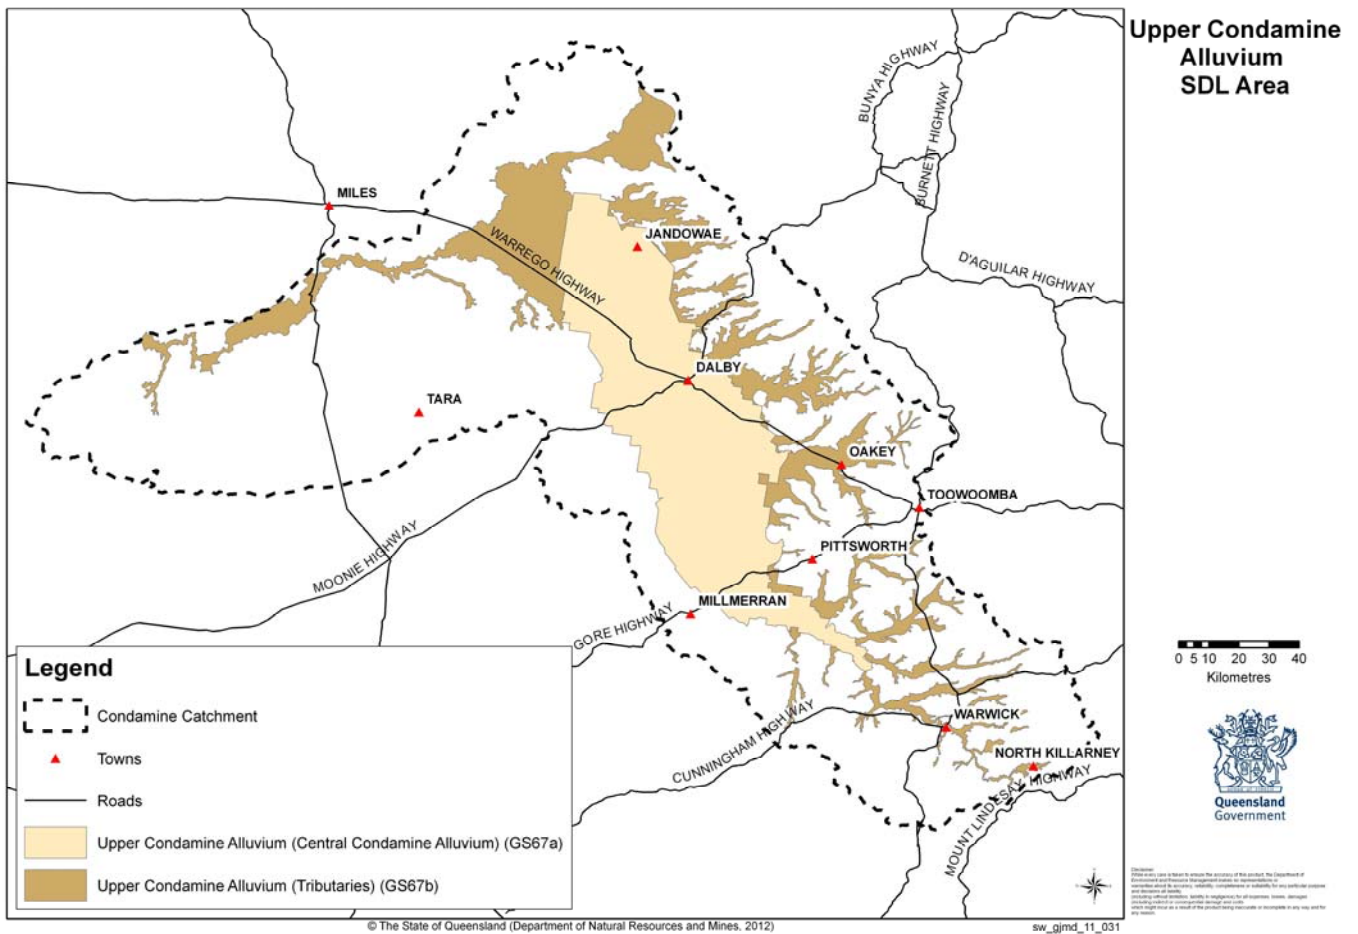 Upper Condamine
Alluvium
SDL Area
BUNYA HIGHWAY
BURNETT HIGHWAY
MILES
JANDOWAE
WARREGO HIGHWAY
D'AGUILAR HIGHWAY
DALBY
TARA
OAKEY
TOOWOOMBA
MOONIE HIGHWAY
PITTSWORTH
MILLMERRAN
GORE HIGHWAY
WARWICK
CUNNINGHAM HIGHWAY
NORTH KILLARNEY
MOUNT LINDESAY HIGHWAY
Legend
Condamine Catchment
Towns
Roads
Upper Condamine Alluvium (Central Condamine Alluvium) (GS67a)
Upper Condamine Alluvium (Tributaries) (GS67b)
0 5 10 20 30 40
Kilometres
Queensland
Government
© The State of Queensland (Department of Natural Resources and Mines, 2012)
sw_gjmd_11_031